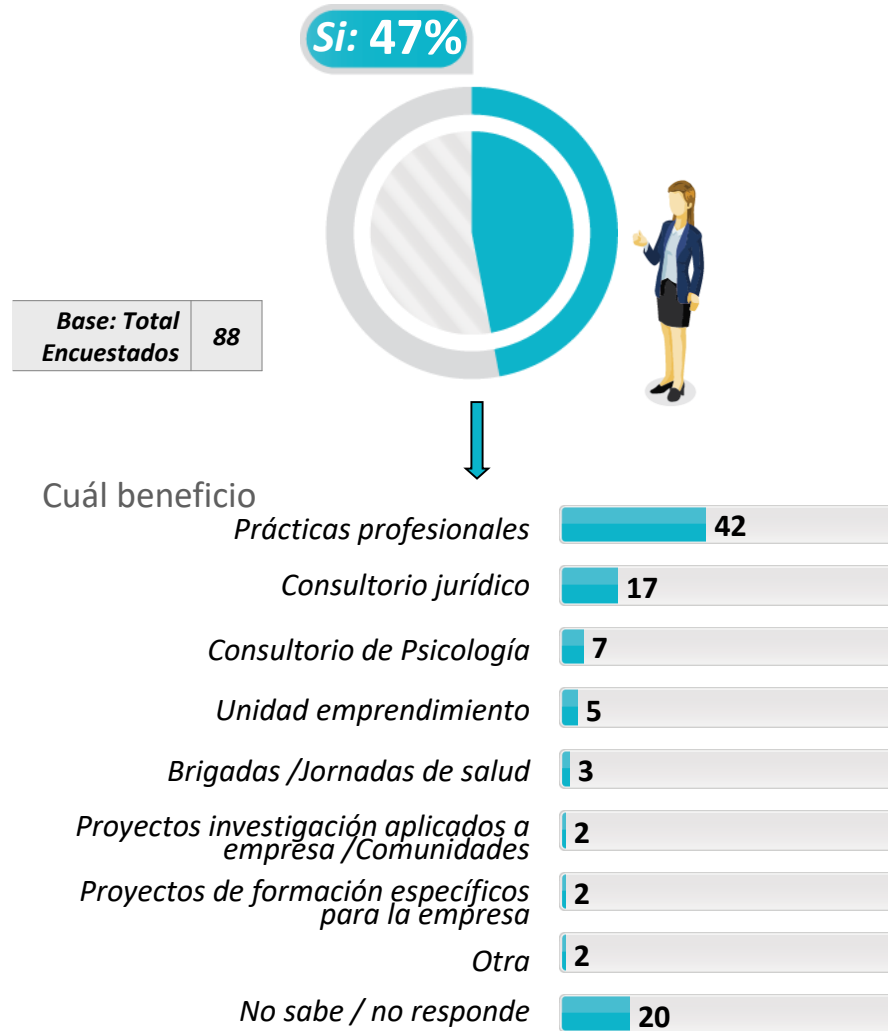 Si: 47%
Base: Total
Encuestados
88
Cuál beneficio
Prácticas profesionales
42
Consultorio jurídico
17
Consultorio de Psicología
7
Unidad emprendimiento
5
Brigadas /Jornadas de salud
3
Proyectos investigación aplicados a
empresa /Comunidades
2
Proyectos de formación específicos
para la empresa
2
Otra
2
No sabe / no responde
20